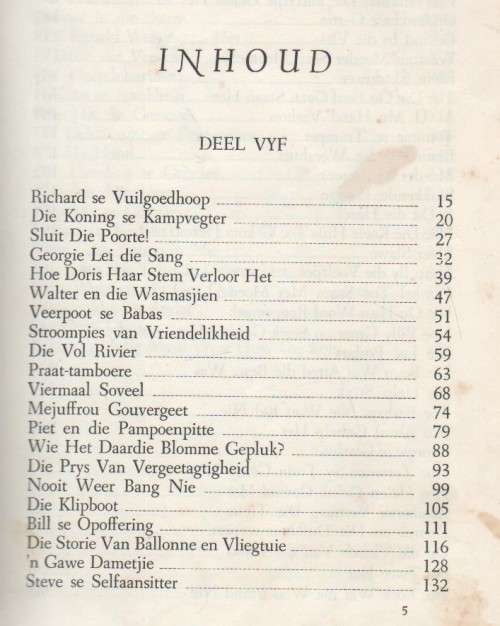 INHOUD
DEEL VYF
Richard se Vuilgoedhoop 15
Die Koning se Kampvegter 20
Sluit Die Poorte! 27
Georgie Lei die Sang 32
Hoe Doris Haar Stem Verloor Het 39
Walter en die Wasmasjien 47
Veerpoot se Babas 51
Stroompies van Vriendelikheid 54
Die Vol Rivier 59
Praat-tamboere 63
Viermaal Soveel 68
Mejuffrou Gouvergeet 74
Piet en die Pampoenpitte 79
Wie Het Daardie Blomme Gepluk? 88
Die Prys Van Vergeetagtigheid 93
Nooit Weer Bang Nie 99
Die Klipboot 105
Bill se Opoffering 111
Die Storie Van Ballonne en Vliegtuie 116
'n Gawe Dametjie 128
Steve se Selfaansitter 132
5